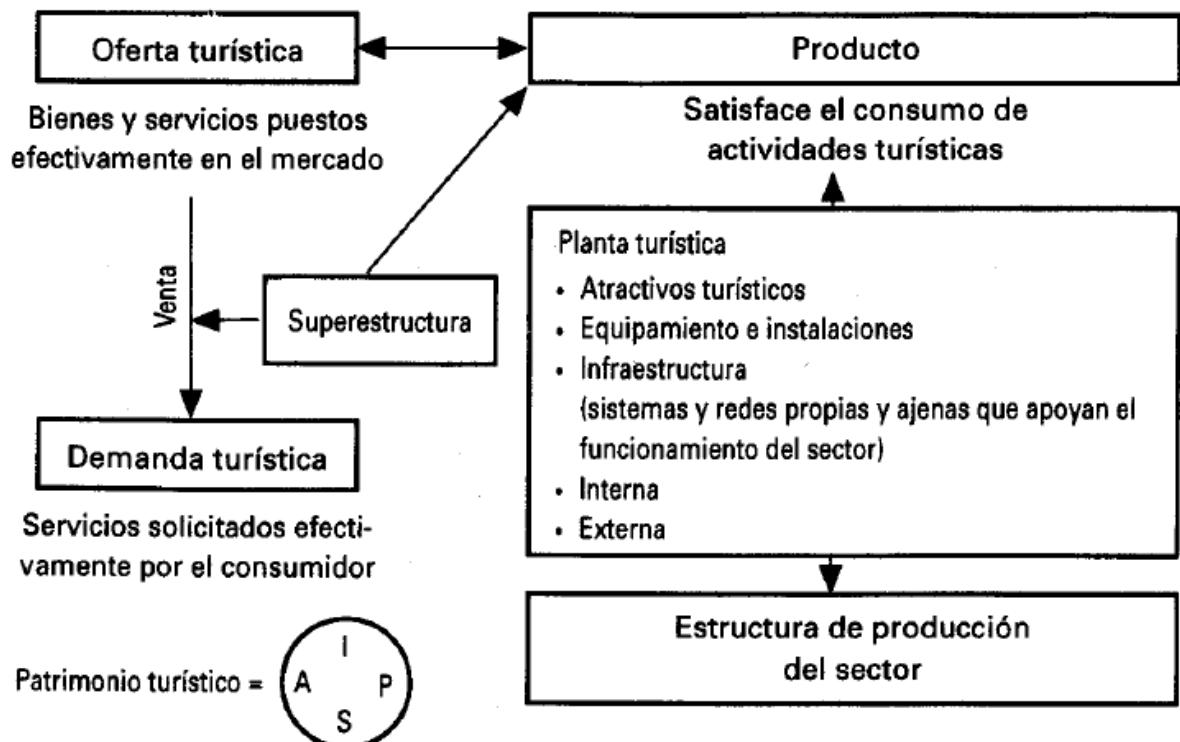 Oferta turística
Bienes y servicios puestos
efectivamente en el mercado
Venta
Superestructura
Demanda turística
Servicios solicitados efecti-
vamente por el consumidor
Patrimonio turístico =
I
A
P
S
Producto
Satisface el consumo de
actividades turísticas
Planta turística
• Atractivos turísticos
• Equipamiento e instalaciones
• Infraestructura
(sistemas y redes propias y ajenas que apoyan el
funcionamiento del sector)
• Interna
• Externa
Estructura de producción
del sector